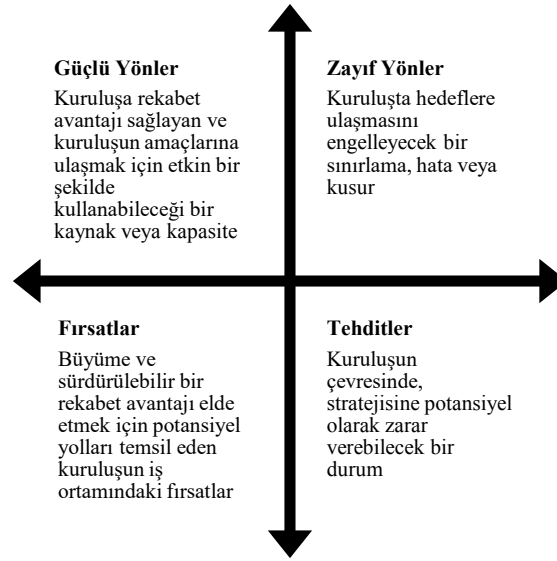 Güçlü Yönler
Kuruluşa rekabet
avantajı sağlayan ve
kuruluşun amaçlarına
ulaşmak için etkin bir
şekilde
kullanabileceği bir
kaynak veya kapasite
Zayıf Yönler
Kuruluşta hedeflere
ulaşmasını
engelleyecek bir
sınırlama, hata veya
kusur
Fırsatlar
Büyüme ve
sürdürülebilir bir
rekabet avantajı elde
etmek için potansiyel
yolları temsil eden
kuruluşun iş
ortamındaki fırsatlar
Tehditler
Kuruluşun
çevresinde,
stratejisine potansiyel
olarak zarar
verebilecek bir
durum